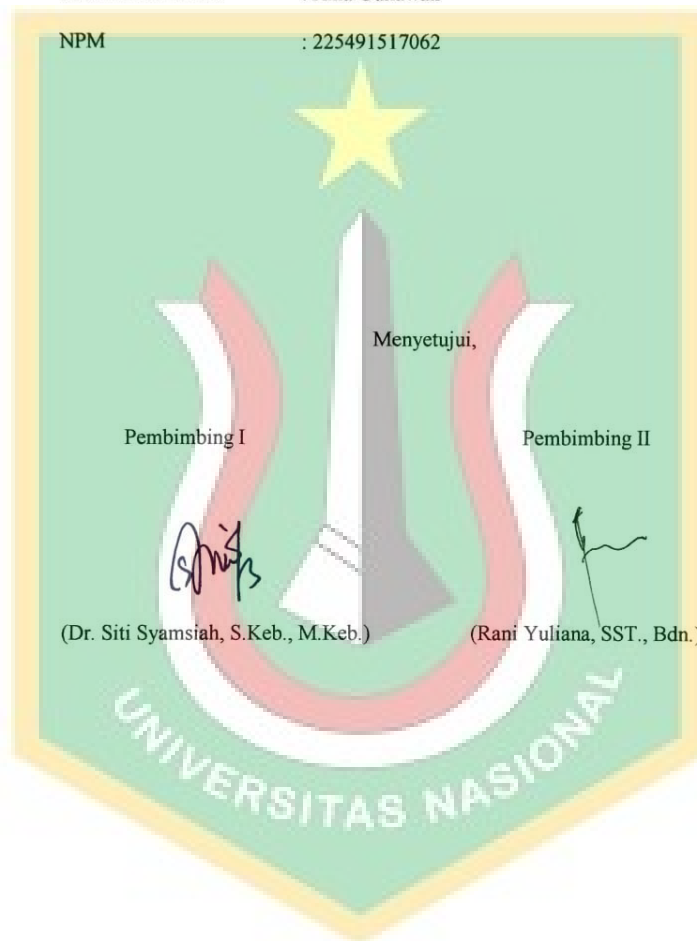 NPM : 225491517062
Menyetujui,
Pembimbing I Pembimbing II
(Dr. Siti Syamsiah, S.Keb., M.Keb.) (Rani Yuliana, SST., Bdn.)
UNIVERSITAS NASIONAL